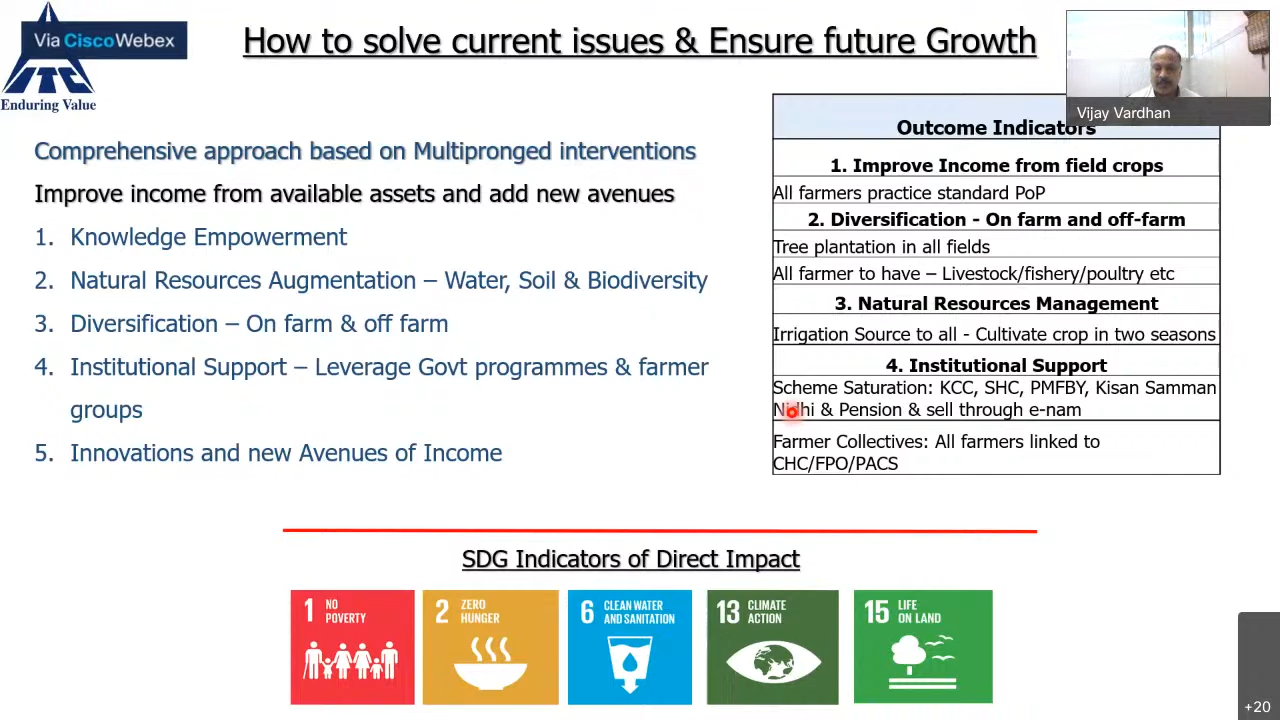 Via Cisco Webex
ITC
Enduring Value
How to solve current issues & Ensure future Growth
Vijay Vardhan
Comprehensive approach based on Multipronged interventions
Improve income from available assets and add new avenues
1. Knowledge Empowerment
2. Natural Resources Augmentation – Water, Soil & Biodiversity
3. Diversification – On farm & off farm
4. Institutional Support – Leverage Govt programmes & farmer
groups
5. Innovations and new Avenues of Income
Outcome Indicators
1. Improve Income from field crops
All farmers practice standard PoP
2. Diversification - On farm and off-farm
Tree plantation in all fields
All farmer to have – Livestock/fishery/poultry etc
3. Natural Resources Management
Irrigation Source to all - Cultivate crop in two seasons
4. Institutional Support
Scheme Saturation: KCC, SHC, PMFBY, Kisan Samman
Nidhi & Pension & sell through e-nam
Farmer Collectives: All farmers linked to
CHC/FPO/PACS
SDG Indicators of Direct Impact
1 NO
POVERTY
2 ZERO
HUNGER
6 CLEAN WATER
AND SANITATION
13 CLIMATE
ACTION
15 LIFE
ON LAND
+20